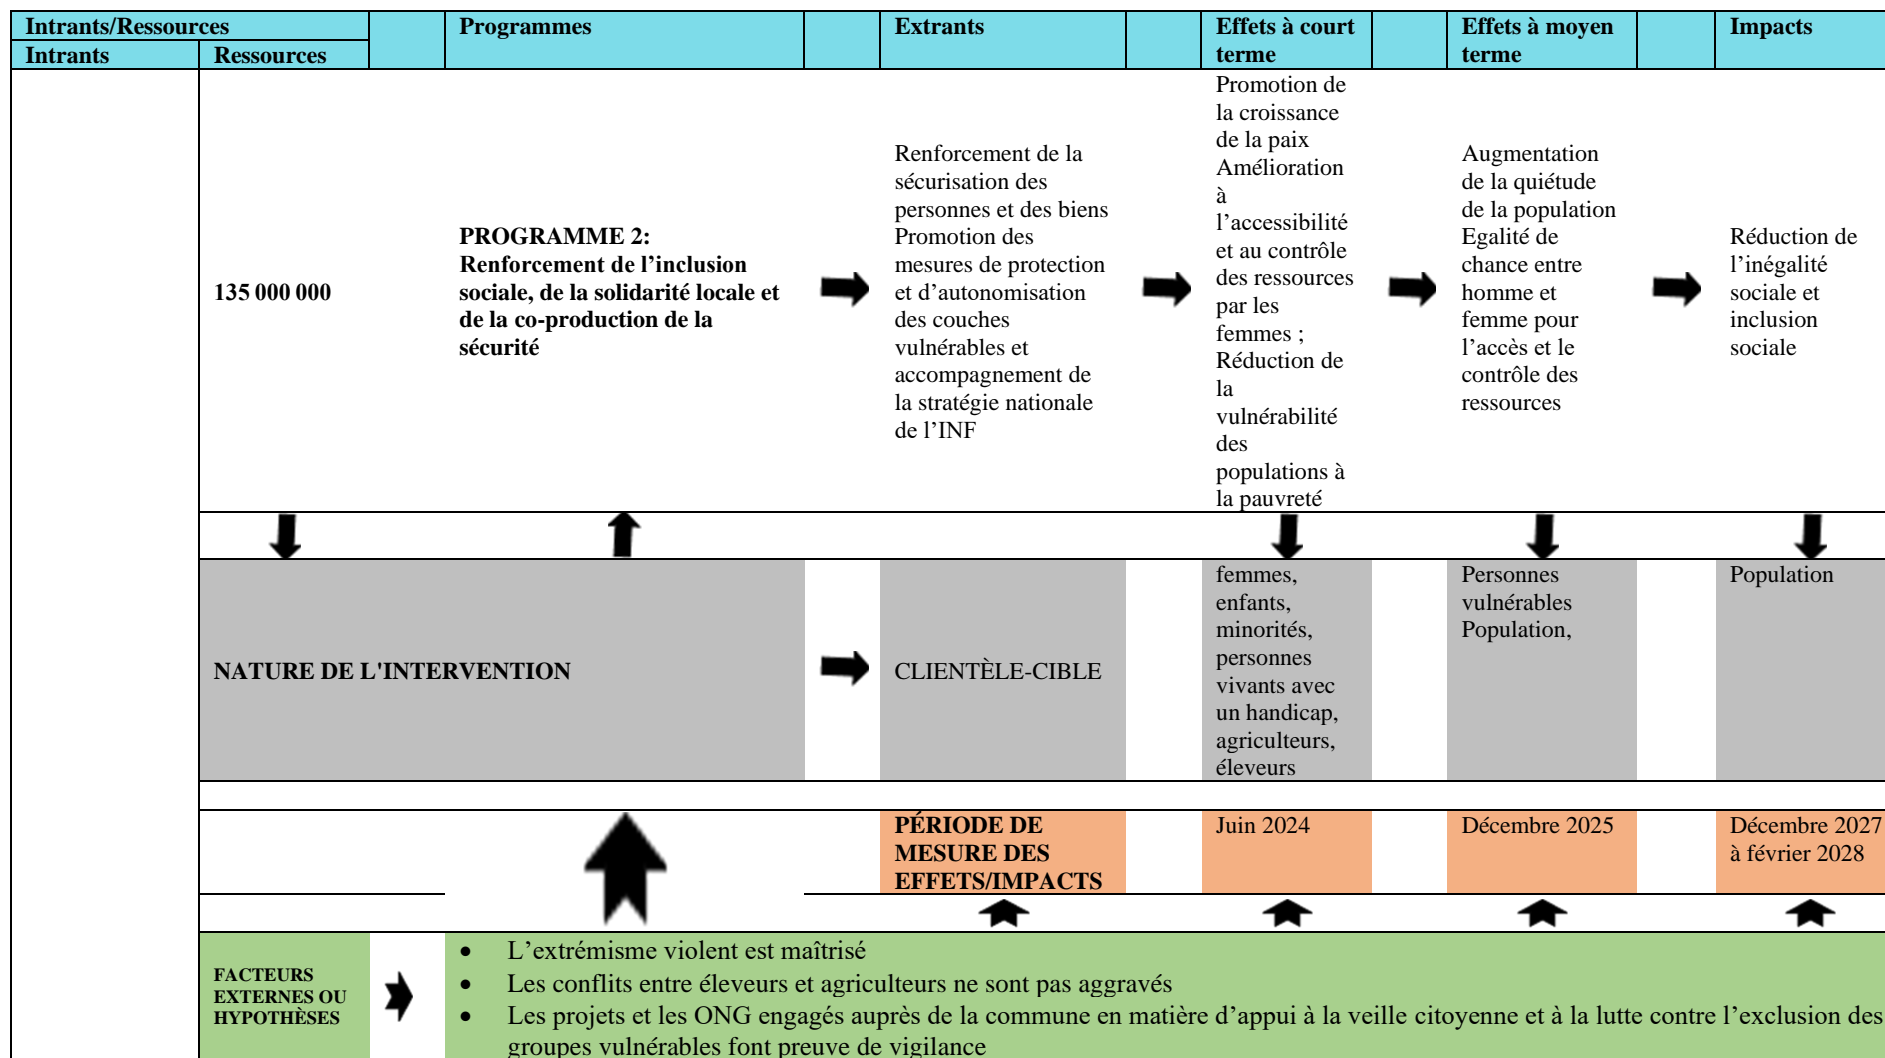 Intrants/Ressources
Intrants
Ressources
Programmes
Extrants
Effets à court
terme
Effets à moyen
terme
Impacts
135 000 000
PROGRAMME 2:
Renforcement de l’inclusion
sociale, de la solidarité locale et
de la co-production de la
sécurité
Renforcement de la
sécurisation des
personnes et des biens
Promotion des
mesures de protection
et d’autonomisation
des couches
vulnérables et
accompagnement de
la stratégie nationale
de l’INF
Promotion de
la croissance
de la paix
Amélioration
à
l’accessibilité
et au contrôle
des ressources
par les
femmes ;
Réduction de
la
vulnérabilité
des
populations à
la pauvreté
Augmentation
de la quiétude
de la population
Egalité de
chance entre
homme et
femme pour
l’accès et le
contrôle des
ressources
Réduction de
l’inégalité
sociale et
inclusion
sociale
NATURE DE L'INTERVENTION
CLIENTÈLE-CIBLE
femmes,
enfants,
minorités,
personnes
vivants avec
un handicap,
agriculteurs,
éleveurs
Personnes
vulnérables
Population,
Population
PÉRIODE DE
MESURE DES
EFFETS/IMPACTS
Juin 2024
Décembre 2025
Décembre 2027
à février 2028
FACTEURS
EXTERNES OU
HYPOTHÈSES
• L’extrémisme violent est maîtrisé
• Les conflits entre éleveurs et agriculteurs ne sont pas aggravés
• Les projets et les ONG engagés auprès de la commune en matière d’appui à la veille citoyenne et à la lutte contre l’exclusion des
groupes vulnérables font preuve de vigilance